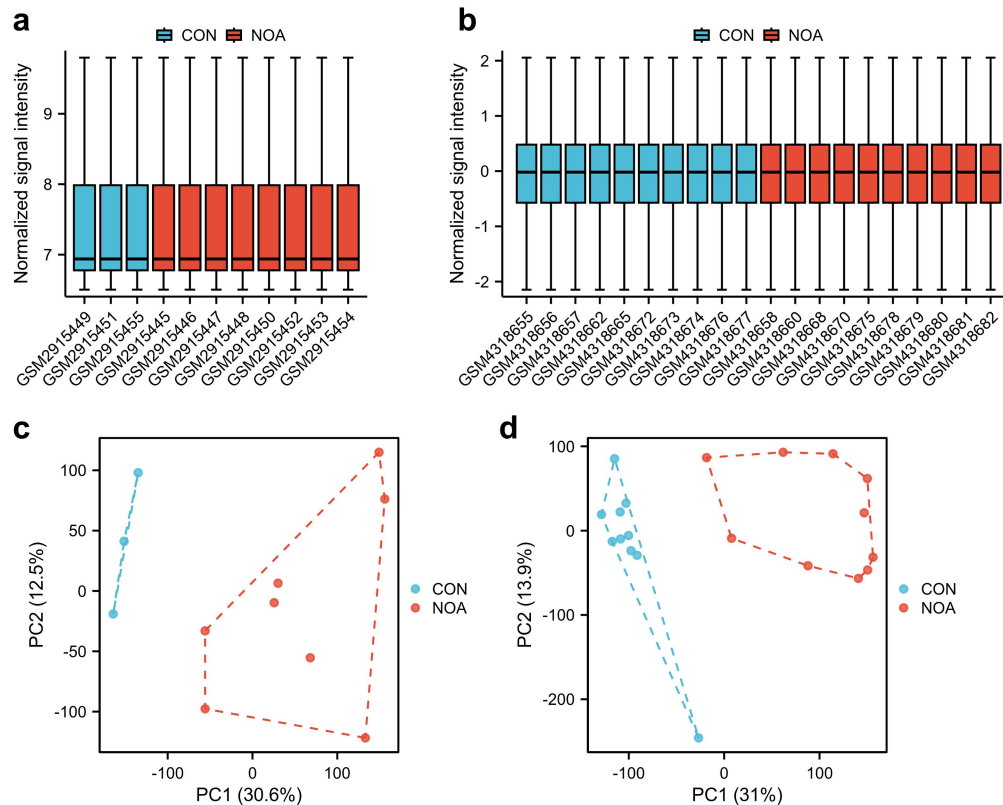 a
CON NOA
Normalized signal intensity
9
8
7
GSM2915449
GSM2915451
GSM2915455
GSM2915445
GSM2915446
GSM2915447
GSM2915448
GSM2915450
GSM2915452
GSM2915453
GSM2915454
b
CON NOA
Normalized signal intensity
2
1
0
-1
-2
GSM4318655
GSM4318656
GSM4318657
GSM4318662
GSM4318665
GSM4318672
GSM4318673
GSM4318674
GSM4318676
GSM4318677
GSM4318658
GSM4318660
GSM4318668
GSM4318670
GSM4318675
GSM4318678
GSM4318679
GSM4318680
GSM4318681
GSM4318682
c
PC2 (12.5%)
100
50
0
-50
-100
-100 0 100
PC1 (30.6%)
CON
NOA
d
PC2 (13.9%)
100
0
-100
-200
-100 0 100
PC1 (31%)
CON
NOA